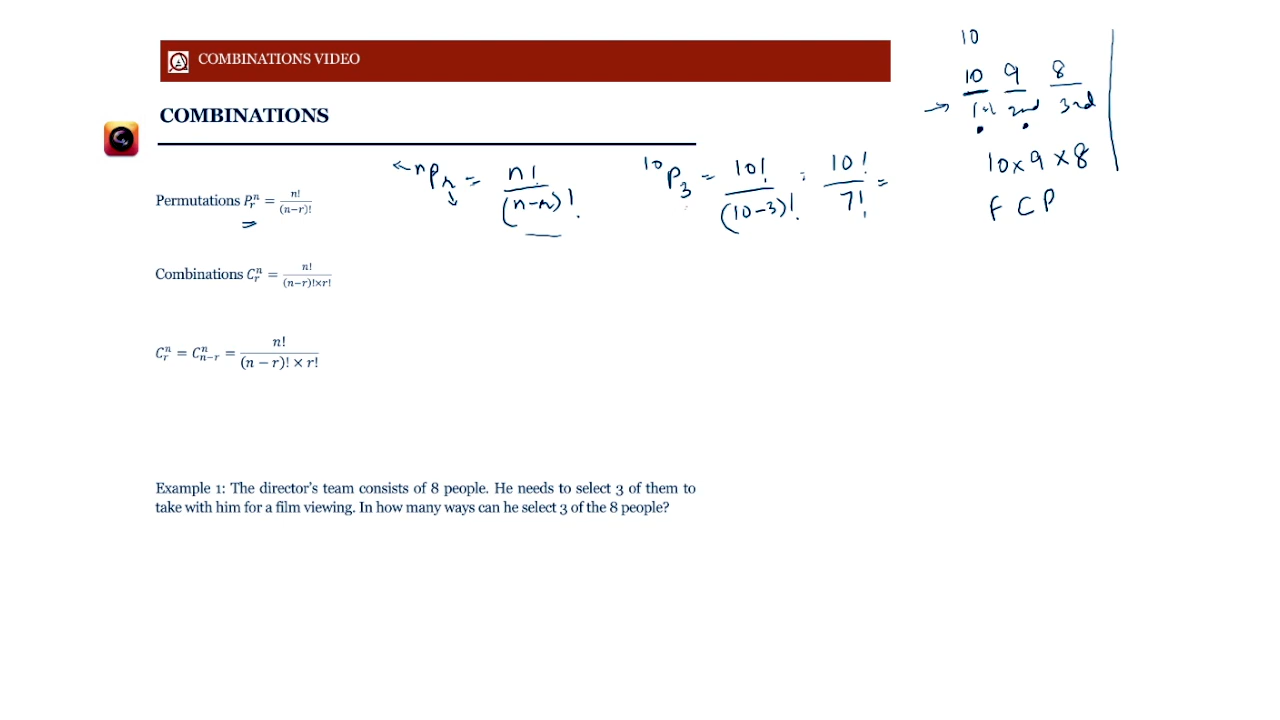 COMBINATIONS VIDEO
COMBINATIONS
Permutations P_r^n = n!/(n−r)!
ⁿPr = n!/(n-r)!
¹⁰P₃ = 10!/(10-3)! = 10!/7! =
Combinations C_r^n = n!/((n−r)!×r!)
C_r^n = C_{n−r}^n = n!/((n − r)! × r!)
Example 1: The director's team consists of 8 people. He needs to select 3 of them to
take with him for a film viewing. In how many ways can he select 3 of the 8 people?
10
10 9 8
→ 1st 2nd 3rd
10 × 9 × 8
F C P